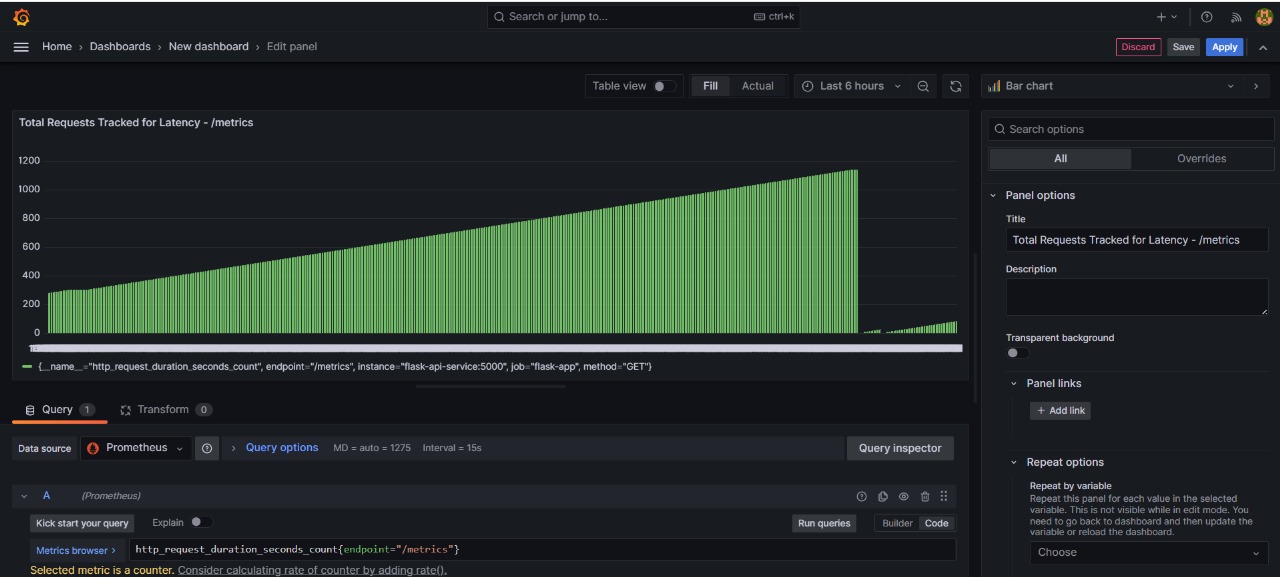 Search or jump to...
ctrl+k
Home › Dashboards › New dashboard › Edit panel
Discard
Save
Apply
Table view
Fill
Actual
Last 6 hours
Bar chart
Total Requests Tracked for Latency - /metrics
1200
1000
800
600
400
200
0
{__name__="http_request_duration_seconds_count", endpoint="/metrics", instance="flask-api-service:5000", job="flask-app", method="GET"}
Query 1
Transform 0
Data source
Prometheus
Query options
MD = auto = 1275
Interval = 15s
Query inspector
A
(Prometheus)
Kick start your query
Explain
Run queries
Builder
Code
Metrics browser ›
http_request_duration_seconds_count{endpoint="/metrics"}
Selected metric is a counter. Consider calculating rate of counter by adding rate().
Search options
All
Overrides
Panel options
Title
Total Requests Tracked for Latency - /metrics
Description
Transparent background
Panel links
+ Add link
Repeat options
Repeat by variable
Repeat this panel for each value in the selected
variable. This is not visible while in edit mode. You
need to go back to dashboard and then update the
variable or reload the dashboard.
Choose